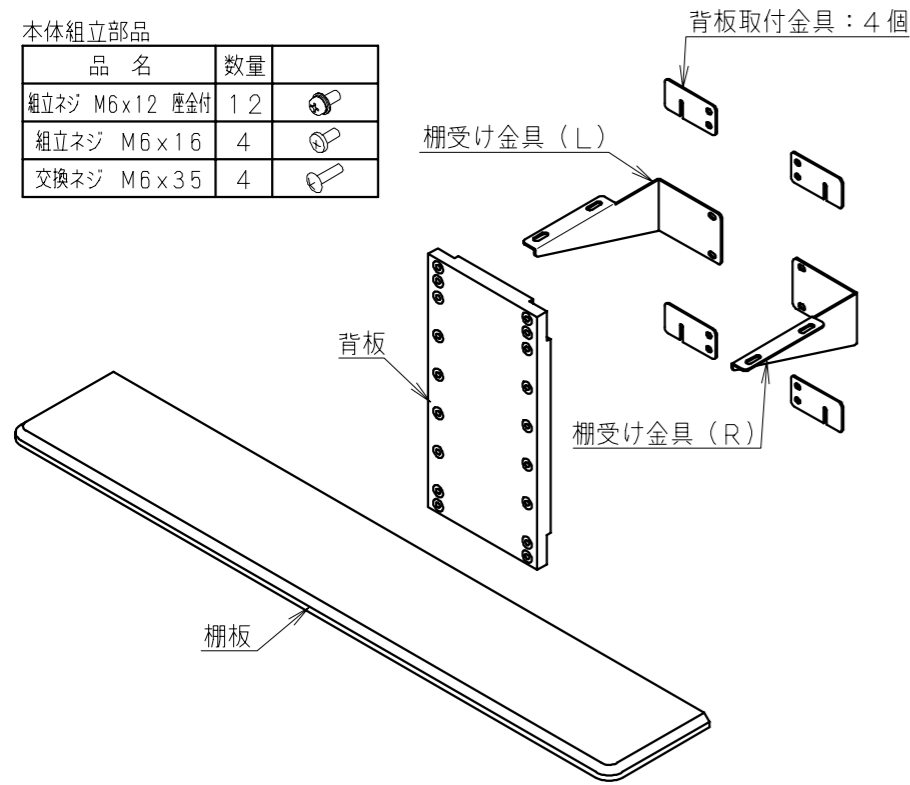 本体組立部品
品 名 数量
組立ネジ M6x12 座金付 12
組立ネジ M6x16 4
交換ネジ M6x35 4
背板取付金具：4個
棚受け金具（L）
背板
棚受け金具（R）
棚板